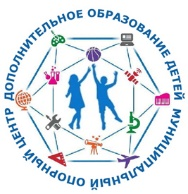 МУНИЦИПАЛЬНЫЙ ОПОРНЫЙ ЦЕНТР ДОПОЛНИТЕЛЬНОЕ ОБРАЗОВАНИЕ ДЕТЕЙ